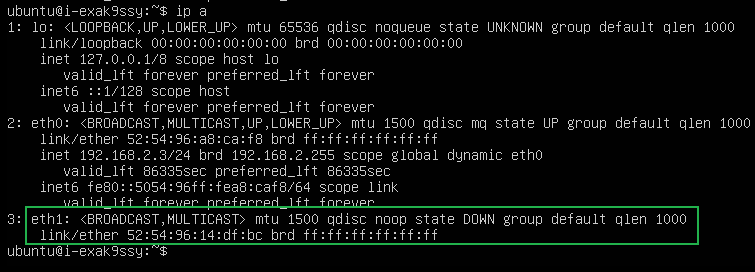 ubuntu@i-exak9ssy:~$ ip a
1: lo: <LOOPBACK,UP,LOWER_UP> mtu 65536 qdisc noqueue state UNKNOWN group default qlen 1000
link/loopback 00:00:00:00:00:00 brd 00:00:00:00:00:00
inet 127.0.0.1/8 scope host lo
valid_lft forever preferred_lft forever
inet6 ::1/128 scope host
valid_lft forever preferred_lft forever
2: eth0: <BROADCAST,MULTICAST,UP,LOWER_UP> mtu 1500 qdisc mq state UP group default qlen 1000
link/ether 52:54:96:a8:ca:f8 brd ff:ff:ff:ff:ff:ff
inet 192.168.2.3/24 brd 192.168.2.255 scope global dynamic eth0
valid_lft 86335sec preferred_lft 86335sec
inet6 fe80::5054:96ff:fea8:caf8/64 scope link
valid_lft forever preferred_lft forever
3: eth1: <BROADCAST,MULTICAST> mtu 1500 qdisc noop state DOWN group default qlen 1000
link/ether 52:54:96:14:df:bc brd ff:ff:ff:ff:ff:ff
ubuntu@i-exak9ssy:~$